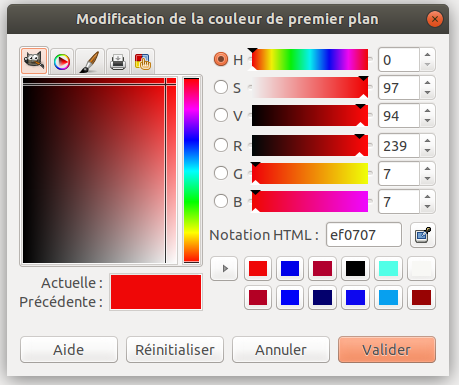 Modification de la couleur de premier plan
H 0
S 97
V 94
R 239
G 7
B 7
Notation HTML : ef0707
Actuelle :
Précédente :
Aide Réinitialiser Annuler Valider